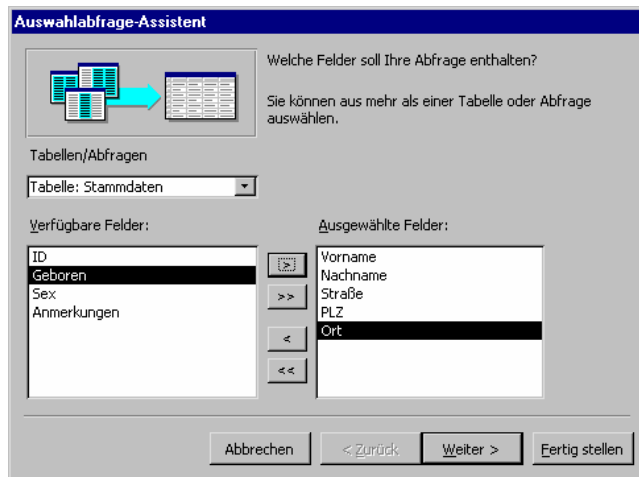 Auswahlabfrage-Assistent
Welche Felder soll Ihre Abfrage enthalten?
Sie können aus mehr als einer Tabelle oder Abfrage
auswählen.
Tabellen/Abfragen
Tabelle: Stammdaten
Verfügbare Felder:
ID
Geboren
Sex
Anmerkungen
>
>>
<
<<
Ausgewählte Felder:
Vorname
Nachname
Straße
PLZ
Ort
Abbrechen
< Zurück
Weiter >
Fertig stellen